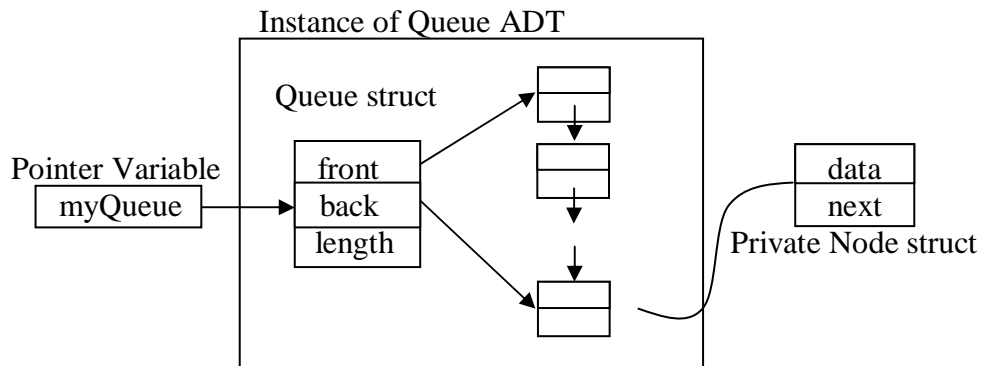 Instance of Queue ADT
Queue struct
Pointer Variable
myQueue
front
back
length
data
next
Private Node struct